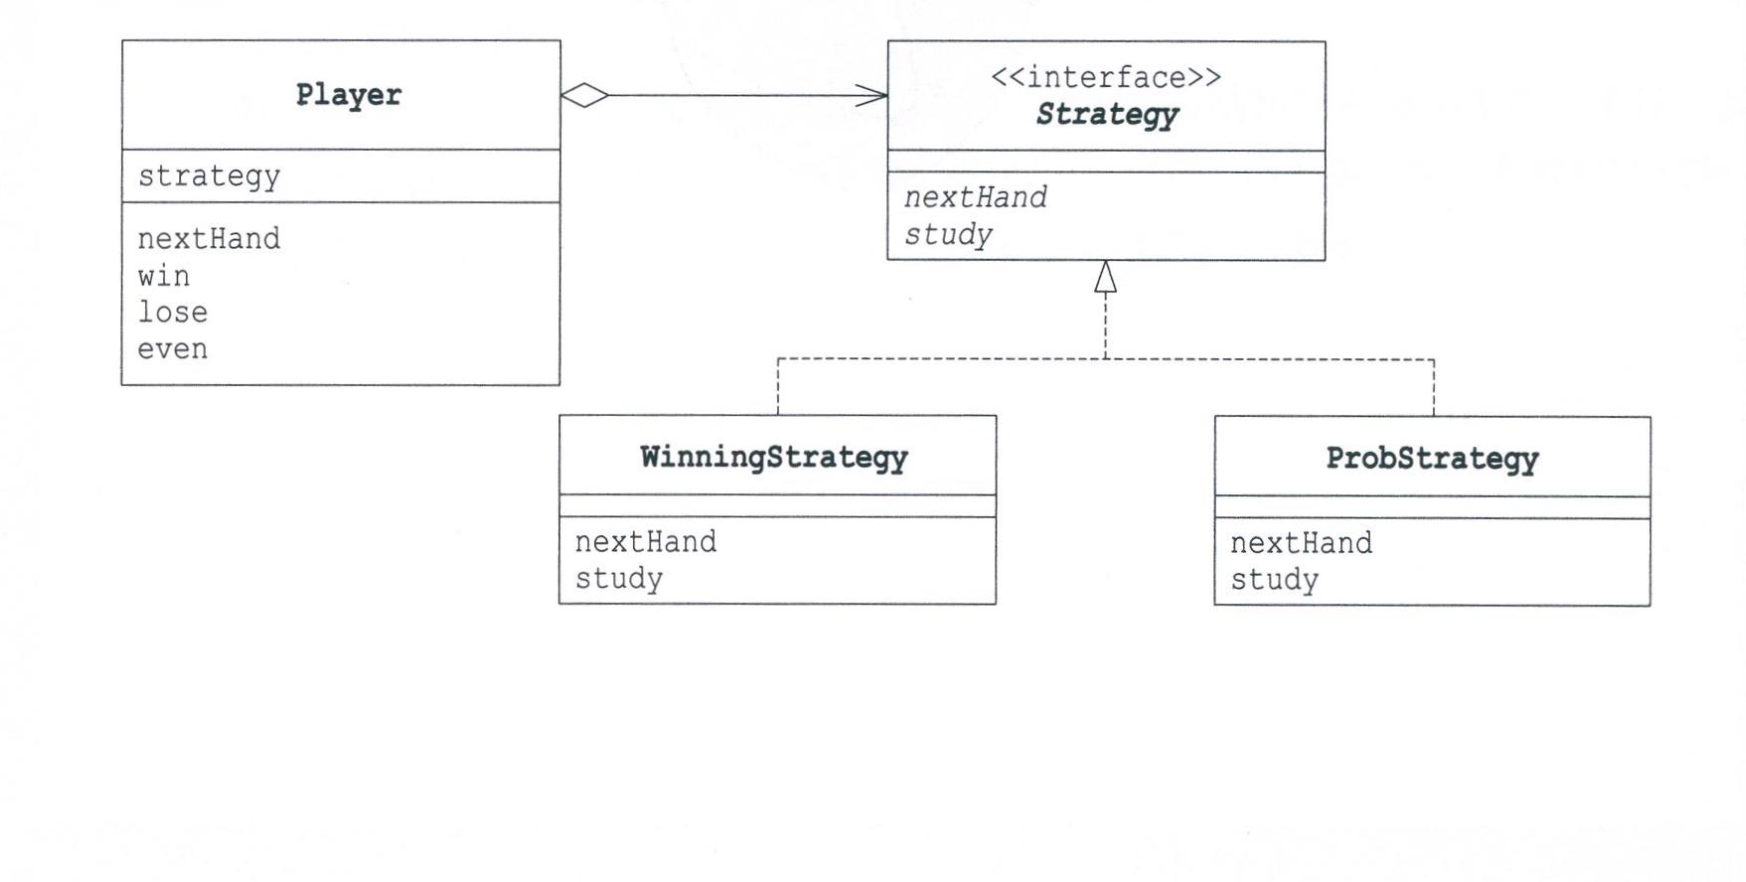 Player
strategy
nextHand
win
lose
even
<<interface>>
Strategy
nextHand
study
WinningStrategy
nextHand
study
ProbStrategy
nextHand
study